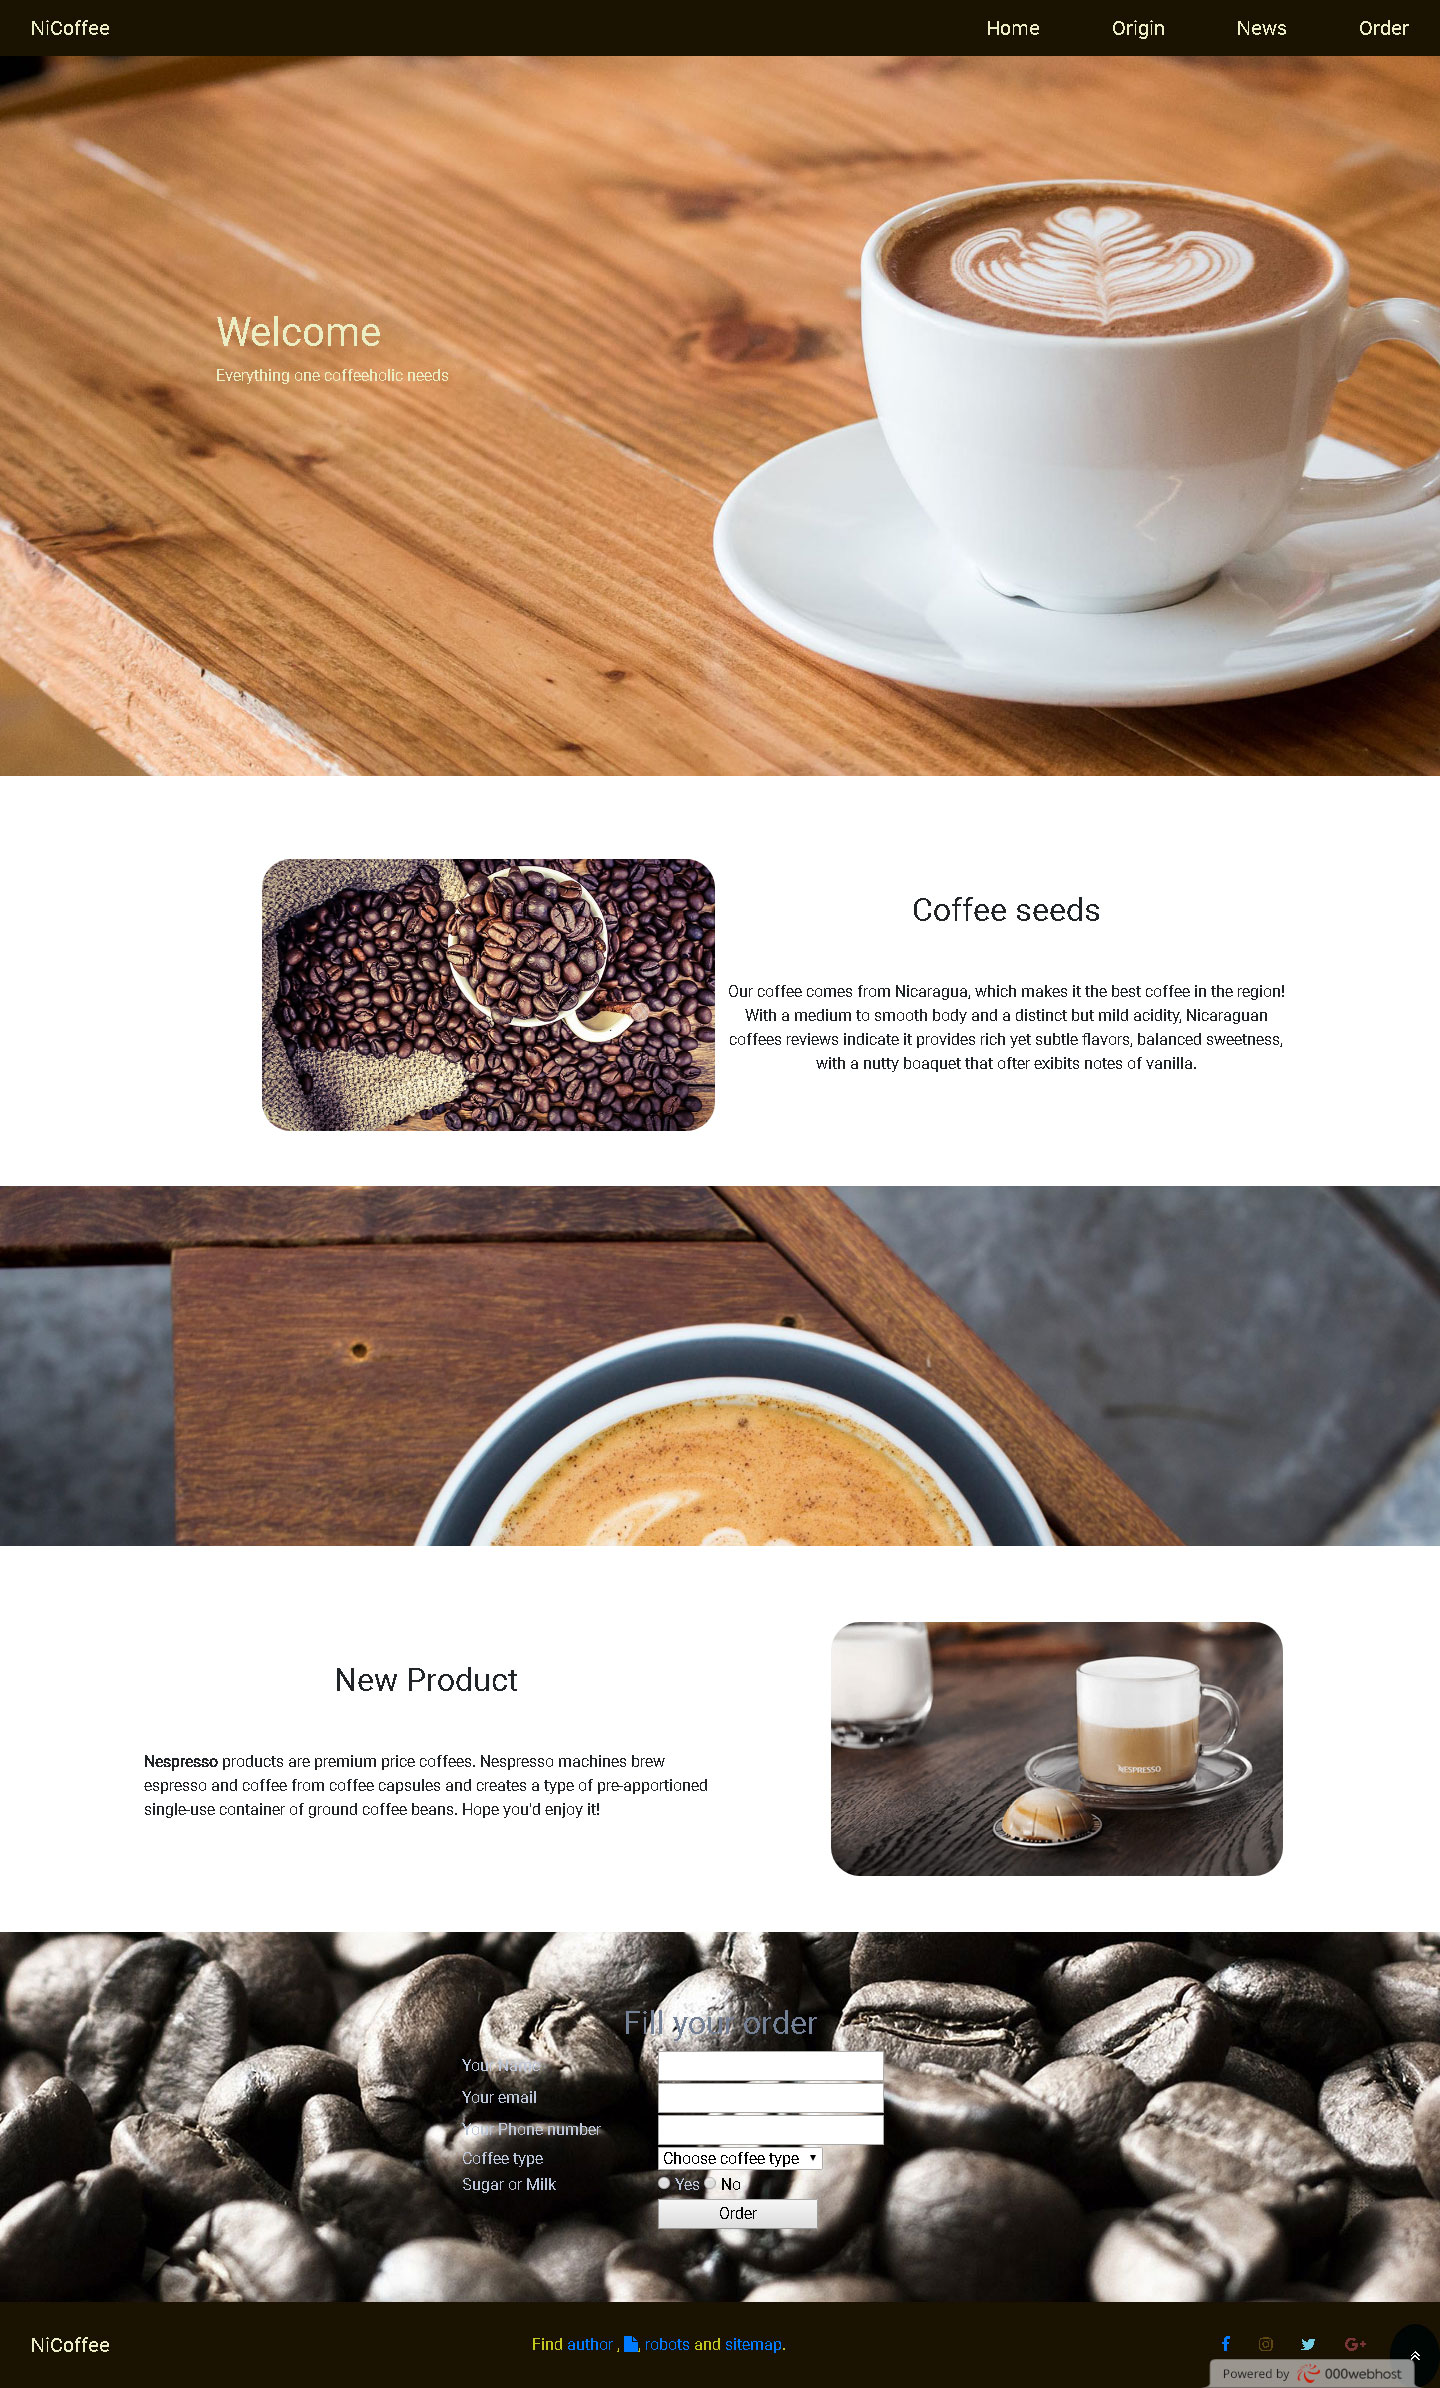 NiCoffee
Home
Origin
News
Order
Welcome
Everything one coffeeholic needs
Coffee seeds
Our coffee comes from Nicaragua, which makes it the best coffee in the region!
With a medium to smooth body and a distinct but mild acidity, Nicaraguan
coffees reviews indicate it provides rich yet subtle flavors, balanced sweetness,
with a nutty boaquet that ofter exibits notes of vanilla.
New Product
Nespresso products are premium price coffees. Nespresso machines brew
espresso and coffee from coffee capsules and creates a type of pre-apportioned
single-use container of ground coffee beans. Hope you'd enjoy it!
NESPRESSO
Fill your order
Your Name
Your email
Your Phone number
Coffee type
Choose coffee type
Sugar or Milk
Yes
No
Order
NiCoffee
Find author , , robots and sitemap.
Powered by 000webhost